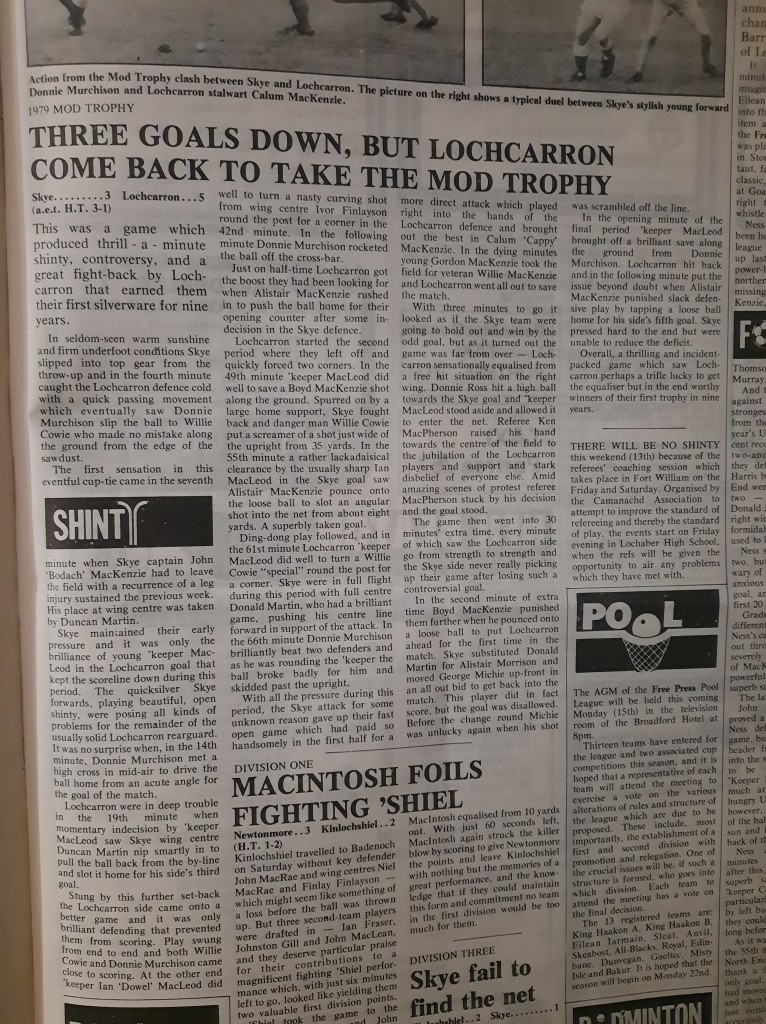 Action from the Mod Trophy clash between Skye and Lochcarron. The picture on the right shows a typical duel between Skye's stylish young forward
Donnie Murchison and Lochcarron stalwart Calum MacKenzie.
1979 MOD TROPHY
THREE GOALS DOWN, BUT LOCHCARRON
COME BACK TO TAKE THE MOD TROPHY
Skye.........3 Lochcarron...5
(a.e.t. H.T. 3-1)
This was a game which
produced thrill - a - minute
shinty, controversy, and a
great fight-back by Loch-
carron that earned them
their first silverware for nine
years.
In seldom-seen warm sunshine
and firm underfoot conditions Skye
slipped into top gear from the
throw-up and in the fourth minute
caught the Lochcarron defence cold
with a quick passing movement
which eventually saw Donnie
Murchison slip the ball to Willie
Cowie who made no mistake along
the ground from the edge of the
sawdust.
The first sensation in this
eventful cup-tie came in the seventh
SHINTY
minute when Skye captain John
'Bodach' MacKenzie had to leave
the field with a recurrence of a leg
injury sustained the previous week.
His place at wing centre was taken
by Duncan Martin.
Skye maintained their early
pressure and it was only the
brilliance of young 'keeper Mac-
Leod in the Lochcarron goal that
kept the scoreline down during this
period. The quicksilver Skye
forwards, playing beautiful, open
shinty, were posing all kinds of
problems for the remainder of the
usually solid Lochcarron rearguard.
It was no surprise when, in the 14th
minute, Donnie Murchison met a
high cross in mid-air to drive the
ball home from an acute angle for
the goal of the match.
Lochcarron were in deep trouble
in the 19th minute when
momentary indecision by 'keeper
MacLeod saw Skye wing centre
Duncan Martin nip smartly in to
pull the ball back from the by-line
and slot it home for his side's third
goal.
Stung by this further set-back
the Lochcarron side came onto a
better game and it was only
brilliant defending that prevented
them from scoring. Play swung
from end to end and both Willie
Cowie and Donnie Murchison came
close to scoring. At the other end
'keeper Ian 'Dowel' MacLeod did
well to turn a nasty curving shot
from wing centre Ivor Finlayson
round the post for a corner in the
42nd minute. In the following
minute Donnie Murchison rocketed
the ball off the cross-bar.
Just on half-time Lochcarron got
the boost they had been looking for
when Alistair MacKenzie rushed in
in to push the ball home for their
opening counter after some in-
decision in the Skye defence.
Lochcarron started the second
period where they left off and
quickly forced two corners. In the
49th minute 'keeper MacLeod did
well to save a Boyd MacKenzie shot
along the ground. Spurred on by a
large home support, Skye fought
back and danger man Willie Cowie
put a screamer of a shot just wide of
the upright from 35 yards. In the
55th minute a rather lackadaisical
clearance by the usually sharp Ian
MacLeod in the Skye goal saw
Alistair MacKenzie pounce onto
the loose ball to slot an angular
shot into the net from about eight
yards. A superbly taken goal.
Ding-dong play followed, and in
the 61st minute Lochcarron 'keeper
MacLeod did well to turn a Willie
Cowie "special" round the post for
a corner. Skye were in full flight
during this period with full centre
Donald Martin, who had a brilliant
game, pushing his centre line
forward in support of the attack. In
the 66th minute Donnie Murchison
brilliantly beat two defenders and
as he was rounding the 'keeper the
ball broke badly for him and
skidded past the upright.
With all the pressure during this
period, the Skye attack for some
unknown reason gave up their fast
open game which had paid so
handsomely in the first half for a
more direct attack which played
right into the hands of the
Lochcarron defence and brought
out the best in Calum 'Cappy'
MacKenzie. In the dying minutes
young Gordon MacKenzie took the
field for veteran Willie MacKenzie
and Lochcarron went all out to save
the match.
With three minutes to go it
looked as if the Skye team were
going to hold out and win by the
odd goal, but as it turned out the
game was far from over — Loch-
carron sensationally equalised from
a free hit situation on the right
wing. Donnie Ross hit a high ball
towards the Skye goal and 'keeper
MacLeod stood aside and allowed it
to enter the net. Referee Ken
MacPherson raised his hand
towards the centre of the field to
the jubilation of the Lochcarron
players and support and stark
disbelief of everyone else. Amid
amazing scenes of protest referee
MacPherson stuck by his decision
and the goal stood.
The game then went into 30
minutes' extra time, every minute
of which saw the Lochcarron side
go from strength to strength and
the Skye side never really picking
up their game after losing such a
controversial goal.
In the second minute of extra
time Boyd MacKenzie punished
them further when he pounced onto
a loose ball to put Lochcarron
ahead for the first time in the
match. Skye substituted Donald
Martin for Alistair Morrison and
moved George Michie up-front in
an all out bid to get back into the
match. This player did in fact
score, but the goal was disallowed.
Before the change round Michie
was unlucky again when his shot
was scrambled off the line.
In the opening minute of the
final period 'keeper MacLeod
brought off a brilliant save along
the ground from Donnie
Murchison. Lochcarron hit back
and in the following minute put the
issue beyond doubt when Alistair
MacKenzie punished slack defen-
sive play by tapping a loose ball
home for his side's fifth goal. Skye
pressed hard to the end but were
unable to reduce the deficit.
Overall, a thrilling and incident-
packed game which saw Loch-
carron perhaps a trifle lucky to get
the equaliser but in the end worthy
winners of their first trophy in nine
years.
THERE WILL BE NO SHINTY
this weekend (13th) because of the
referees' coaching session which
takes place in Fort William on the
Friday and Saturday. Organised by
the Camanachd Association to
attempt to improve the standard of
refereeing and thereby the standard
of play, the events start on Friday
evening in Lochaber High School,
when the refs will be given the
opportunity to air any problems
which they have met with.
POOL
The AGM of the Free Press Pool
League will be held this coming
Monday (15th) in the television
room of the Broadford Hotel at
8pm.
Thirteen teams have entered for
the league and two associated cup
competitions this season, and it is
hoped that a representative of each
team will attend the meeting to
exercise a vote on the various
alterations of rules and structure of
the league which are due to be
proposed. These include, most
importantly, the establishment of a
first and second division with
promotion and relegation. One of
the crucial issues will be, if such a
structure is formed, who goes into
which division. Each team to
attend the meeting has a vote on
the final decision.
The 13 registered teams are:
King Haakon A, King Haakon B,
Eilean Iarmain, Sleat, Anvil,
Skeabost, All-Blacks, Royal, Edin-
bane, Dunvegan, Gaeltec, Misty
Isle and Bakur. It is hoped that the
season will begin on Monday 22nd.
BADMINTON
DIVISION ONE
MACINTOSH FOILS
FIGHTING 'SHIEL
Newtonmore..3 Kinlochshiel..2
(H.T. 1-2)
Kinlochshiel travelled to Badenoch
on Saturday without key defender
John MacRae and wing centres Niel
MacRae and Finlay Finlayson —
which might seem like something of
a loss before the ball was thrown
up. But three second-team players
were drafted in — Ian Fraser,
Johnston Gill and John MacLean,
and they deserve particular praise
for their contributions to a
magnificent fighting 'Shiel perfor-
mance which, with just six minutes
left to go, looked like yielding them
two valuable first division points.
'Shiel took the game to the
MacIntosh equalised from 10 yards
out. With just 60 seconds left,
MacIntosh again struck the killer
blow by scoring to give Newtonmore
the points and leave Kinlochshiel
with nothing but the memories of a
great performance, and the know-
ledge that if they could maintain
this form and commitment no team
in the first division would be too
much for them.
DIVISION THREE
Skye fail to
find the net